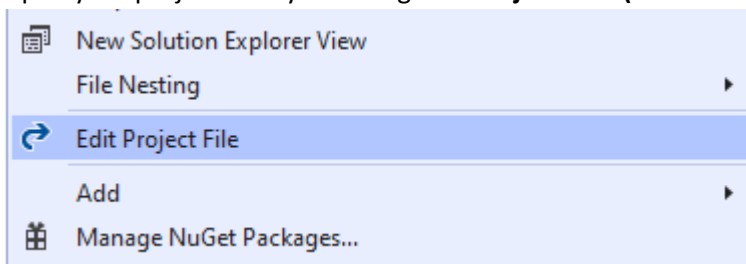 New Solution Explorer View
File Nesting
Edit Project File
Add
Manage NuGet Packages...